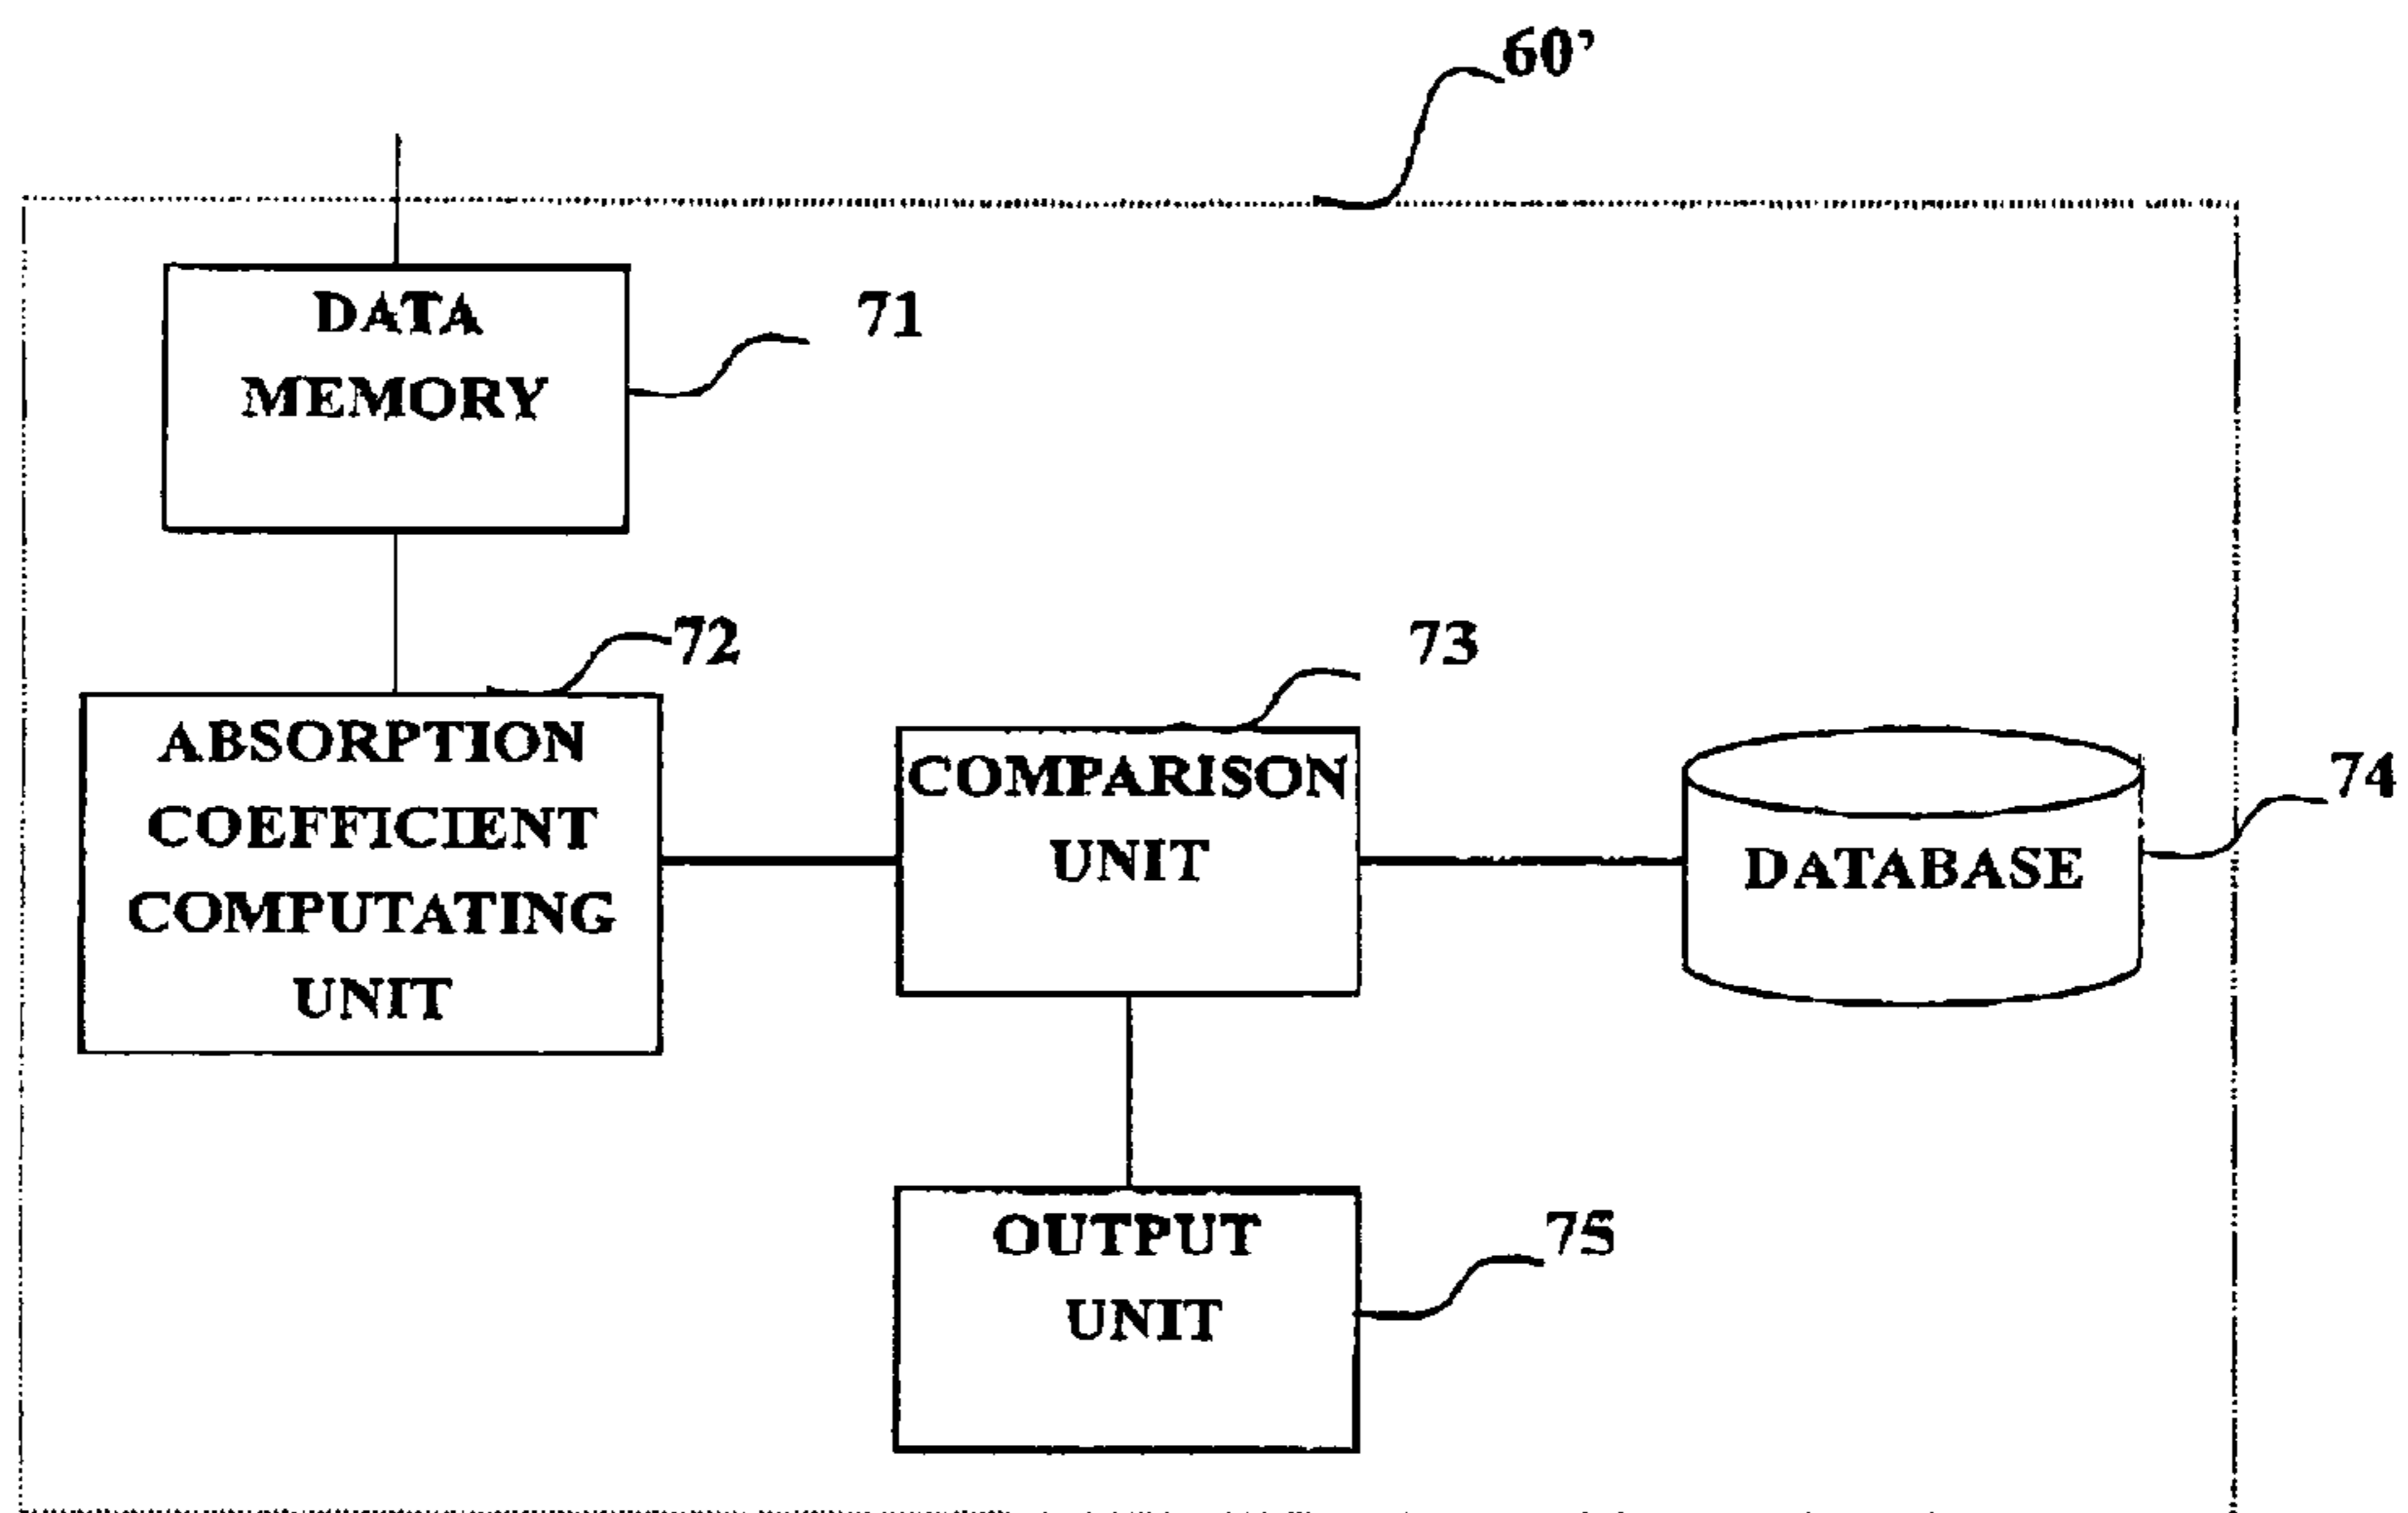 60’
DATA
MEMORY
71
72
ABSORPTION
COEFFICIENT
COMPUTATING
UNIT
73
COMPARISON
UNIT
74
DATABASE
OUTPUT
UNIT
75